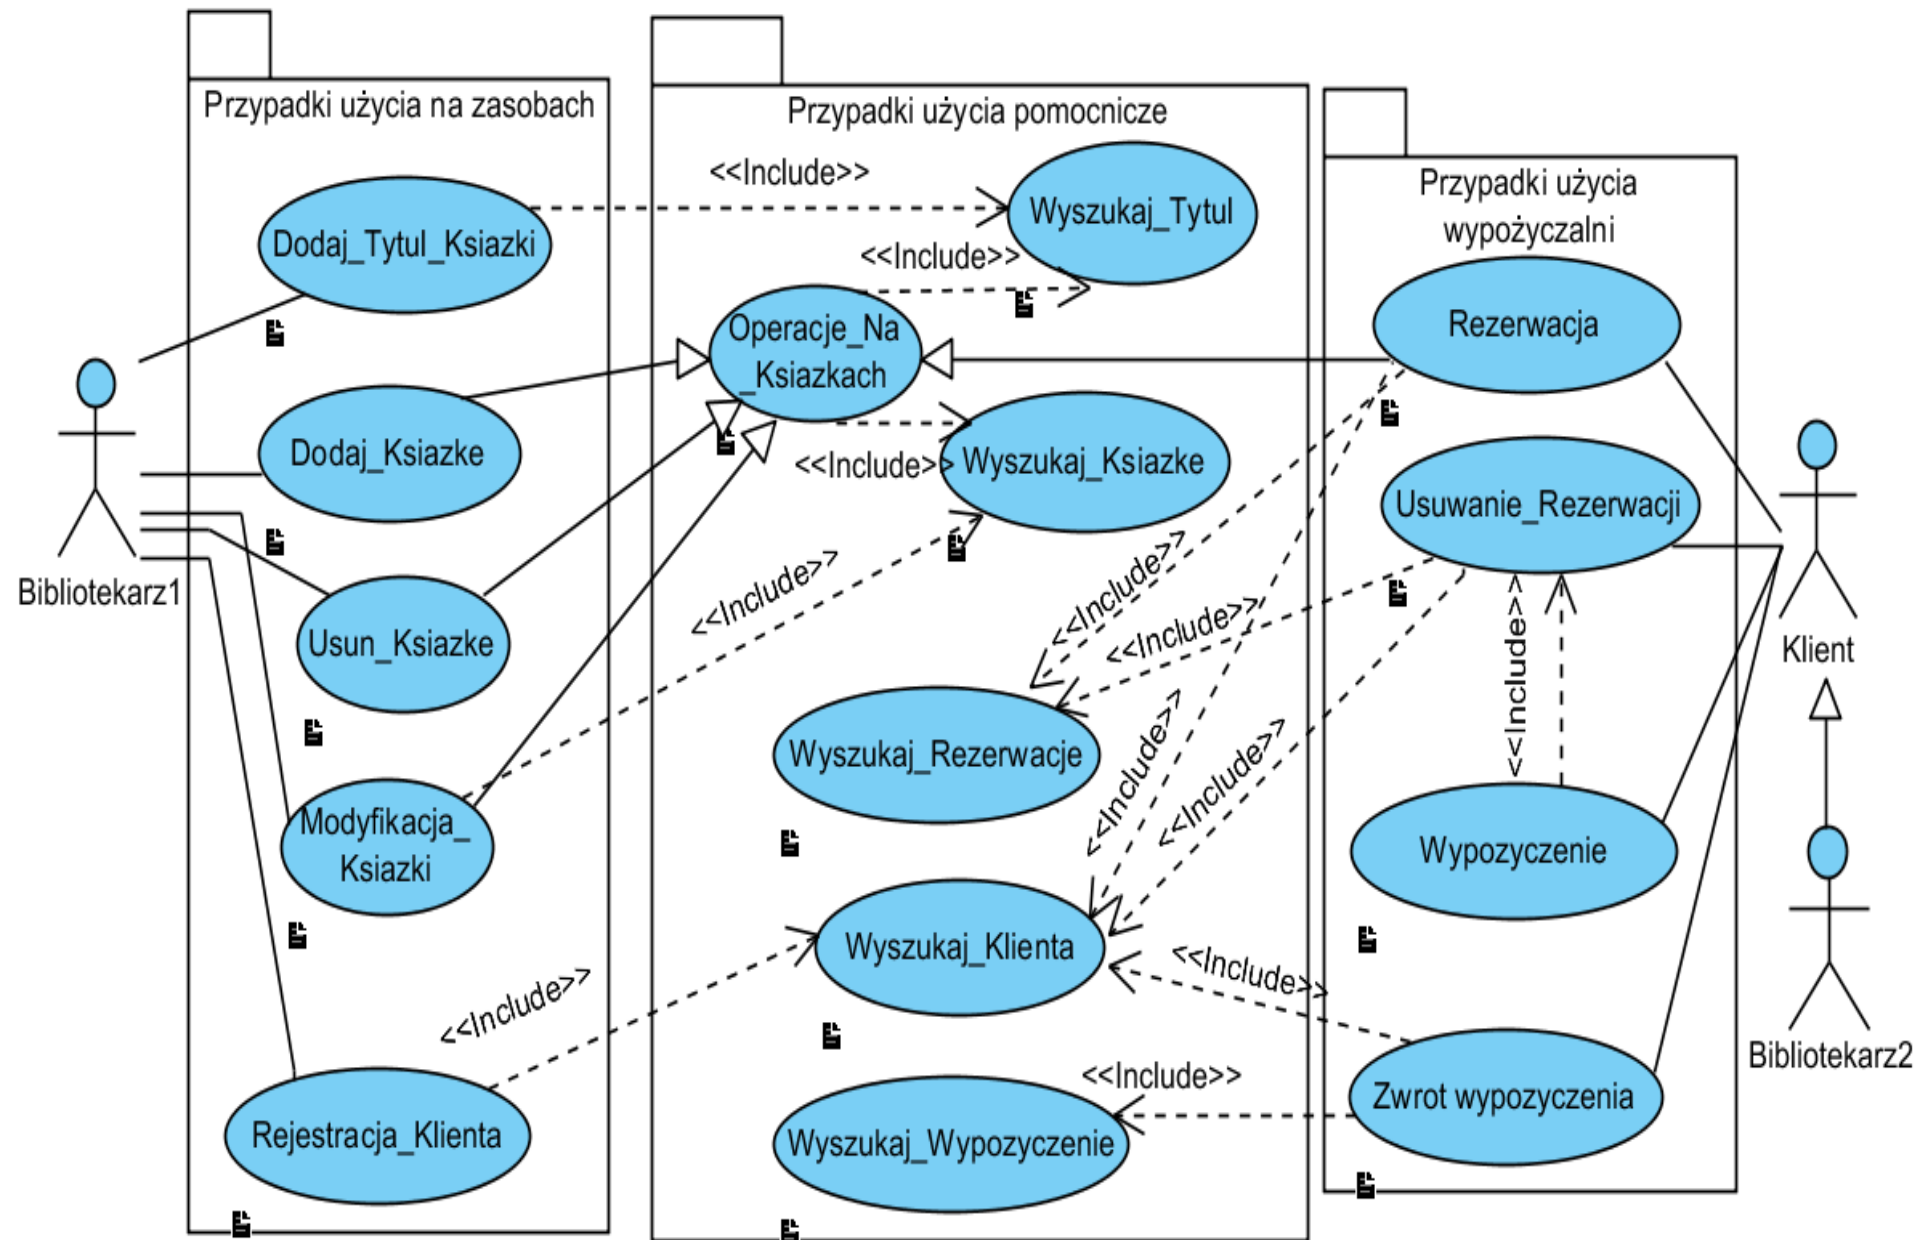 Przypadki użycia na zasobach
Dodaj_Tytul_Ksiazki
Dodaj_Ksiazke
Usun_Ksiazke
Modyfikacja_
Ksiazki
Rejestracja_Klienta
Bibliotekarz1
<<Include>>
Przypadki użycia pomocnicze
<<Include>>
Wyszukaj_Tytul
<<Include>>
Operacje_Na
_Ksiazkach
<<Include>>
Wyszukaj_Ksiazke
<<Include>>
<<Include>>
<<Include>>
Wyszukaj_Rezerwacje
<<Include>>
<<Include>>
Wyszukaj_Klienta
<<Include>>
<<Include>>
Wyszukaj_Wypozyczenie
Przypadki użycia
wypożyczalni
Rezerwacja
Usuwanie_Rezerwacji
<<Include>>
Wypozyczenie
Zwrot wypozyczenia
Klient
Bibliotekarz2